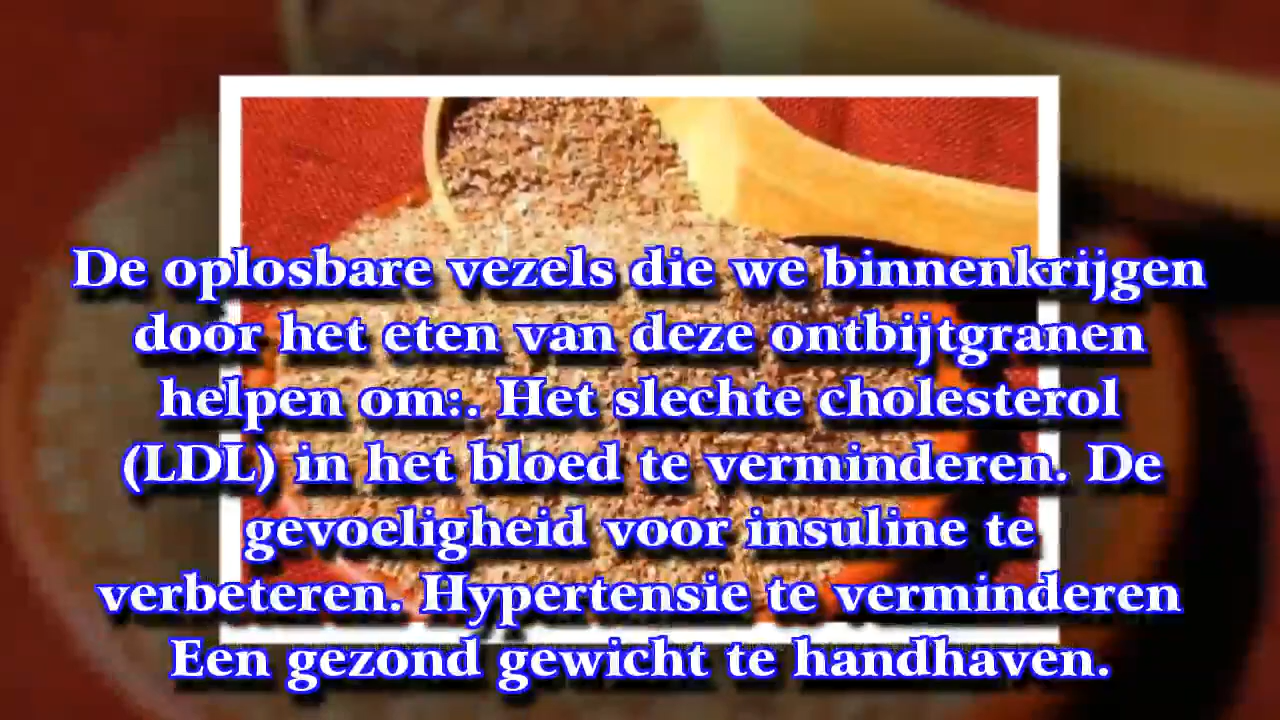 De oplosbare vezels die we binnenkrijgen
door het eten van deze ontbijtgranen
helpen om:. Het slechte cholesterol
(LDL) in het bloed te verminderen. De
gevoeligheid voor insuline te
verbeteren. Hypertensie te verminderen
Een gezond gewicht te handhaven.